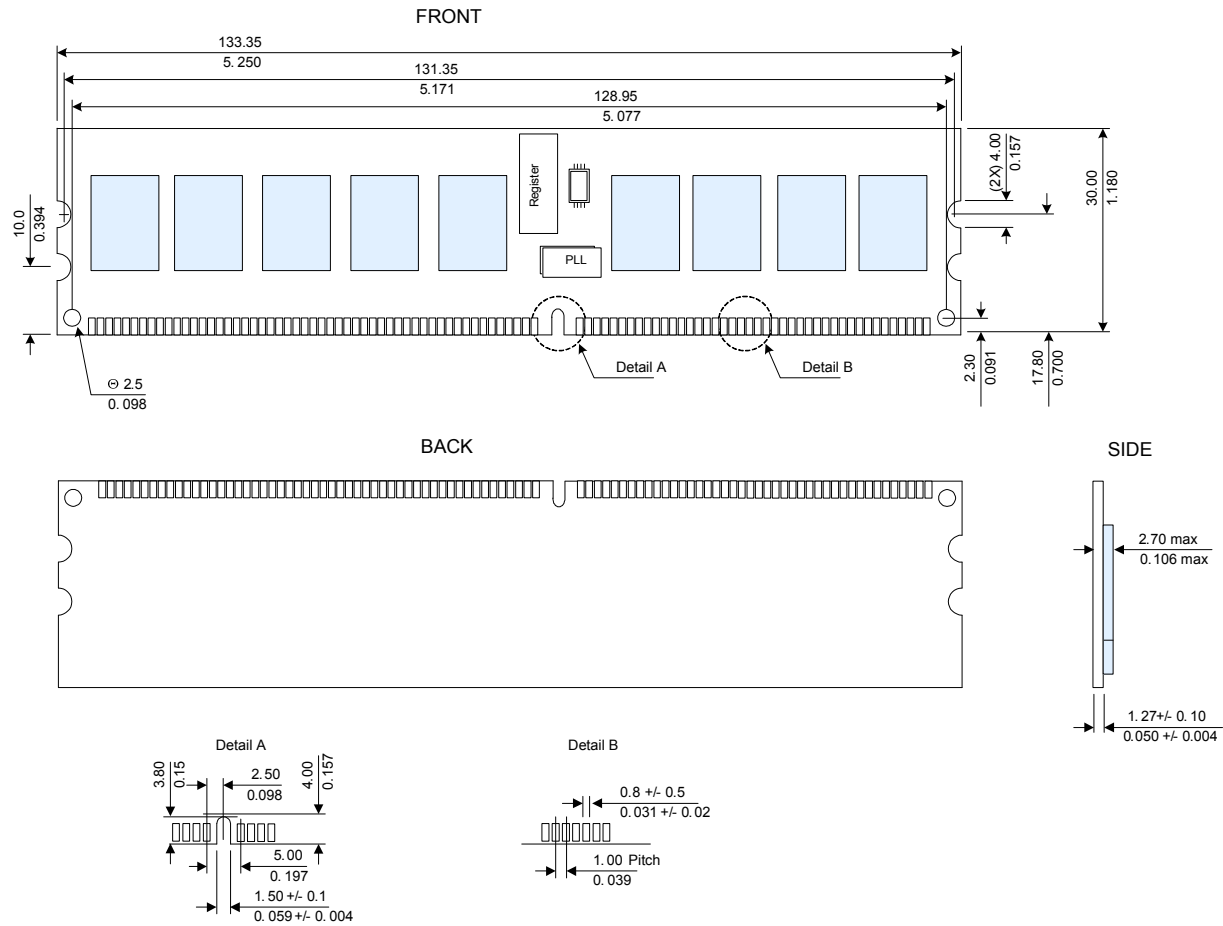 FRONT
133.35
5.250
131.35
5.171
128.95
5.077
(2X) 4.00
0.157
30.00
1.180
10.0
0.394
Register
PLL
Detail A
Detail B
2.30
0.091
17.80
0.700
Θ 2.5
0.098
BACK
SIDE
2.70 max
0.106 max
1.27+/- 0.10
0.050 +/- 0.004
Detail A
3.80
0.15
2.50
0.098
4.00
0.157
5.00
0.197
1.50 +/- 0.1
0.059 +/- 0.004
Detail B
0.8 +/- 0.5
0.031 +/- 0.02
1.00 Pitch
0.039